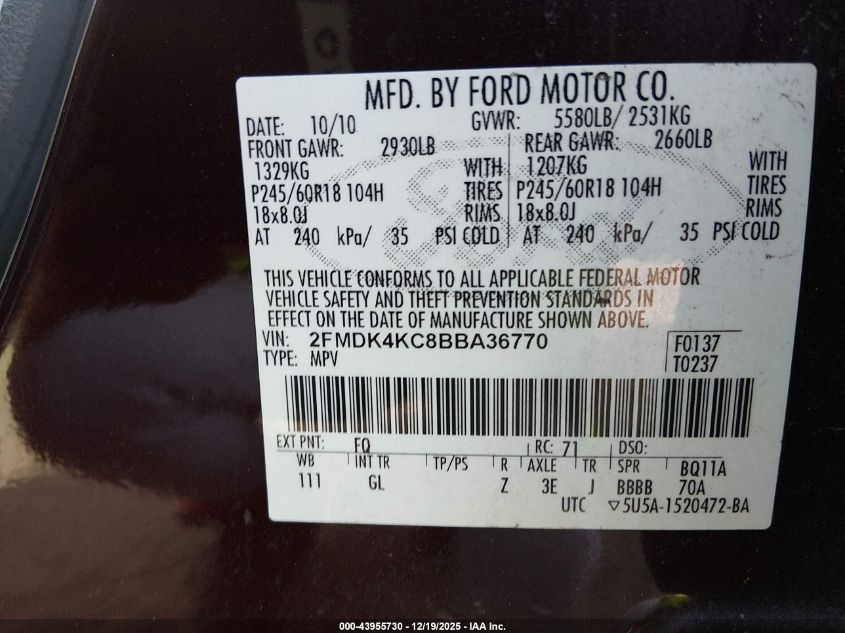 MFD. BY FORD MOTOR CO.
DATE: 10/10 GVWR: 5580LB/ 2531KG
FRONT GAWR: 2930LB REAR GAWR: 2660LB
1329KG WITH 1207KG WITH
P245/60R18 104H TIRES P245/60R18 104H TIRES
18x8.0J RIMS 18x8.0J RIMS
AT 240 kPa/ 35 PSI COLD AT 240 kPa/ 35 PSI COLD
Ford
THIS VEHICLE CONFORMS TO ALL APPLICABLE FEDERAL MOTOR
VEHICLE SAFETY AND THEFT PREVENTION STANDARDS IN
EFFECT ON THE DATE OF MANUFACTURE SHOWN ABOVE.
VIN: 2FMDK4KC8BBA36770 F0137
TYPE: MPV T0237
EXT PNT: FQ RC: 71 DSO:
WB INT TR TP/PS R AXLE TR SPR BQ11A
111 GL Z 3E J BBBB 70A
UTC ▽5U5A-1520472-BA
000-43955730 - 12/19/2025 - IAA Inc.